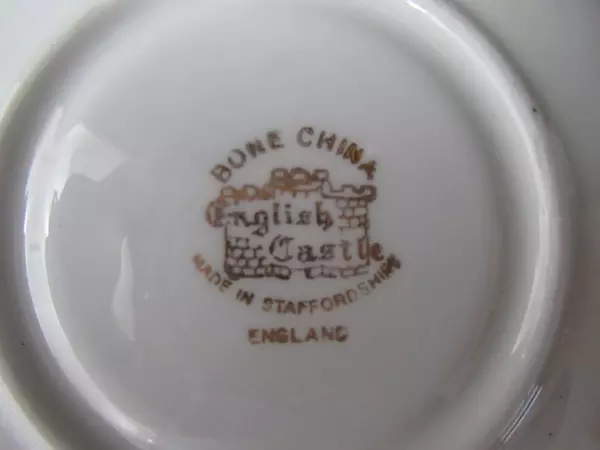 BONE CHINA
English
Castle
MADE IN STAFFORDSHIRE
ENGLAND